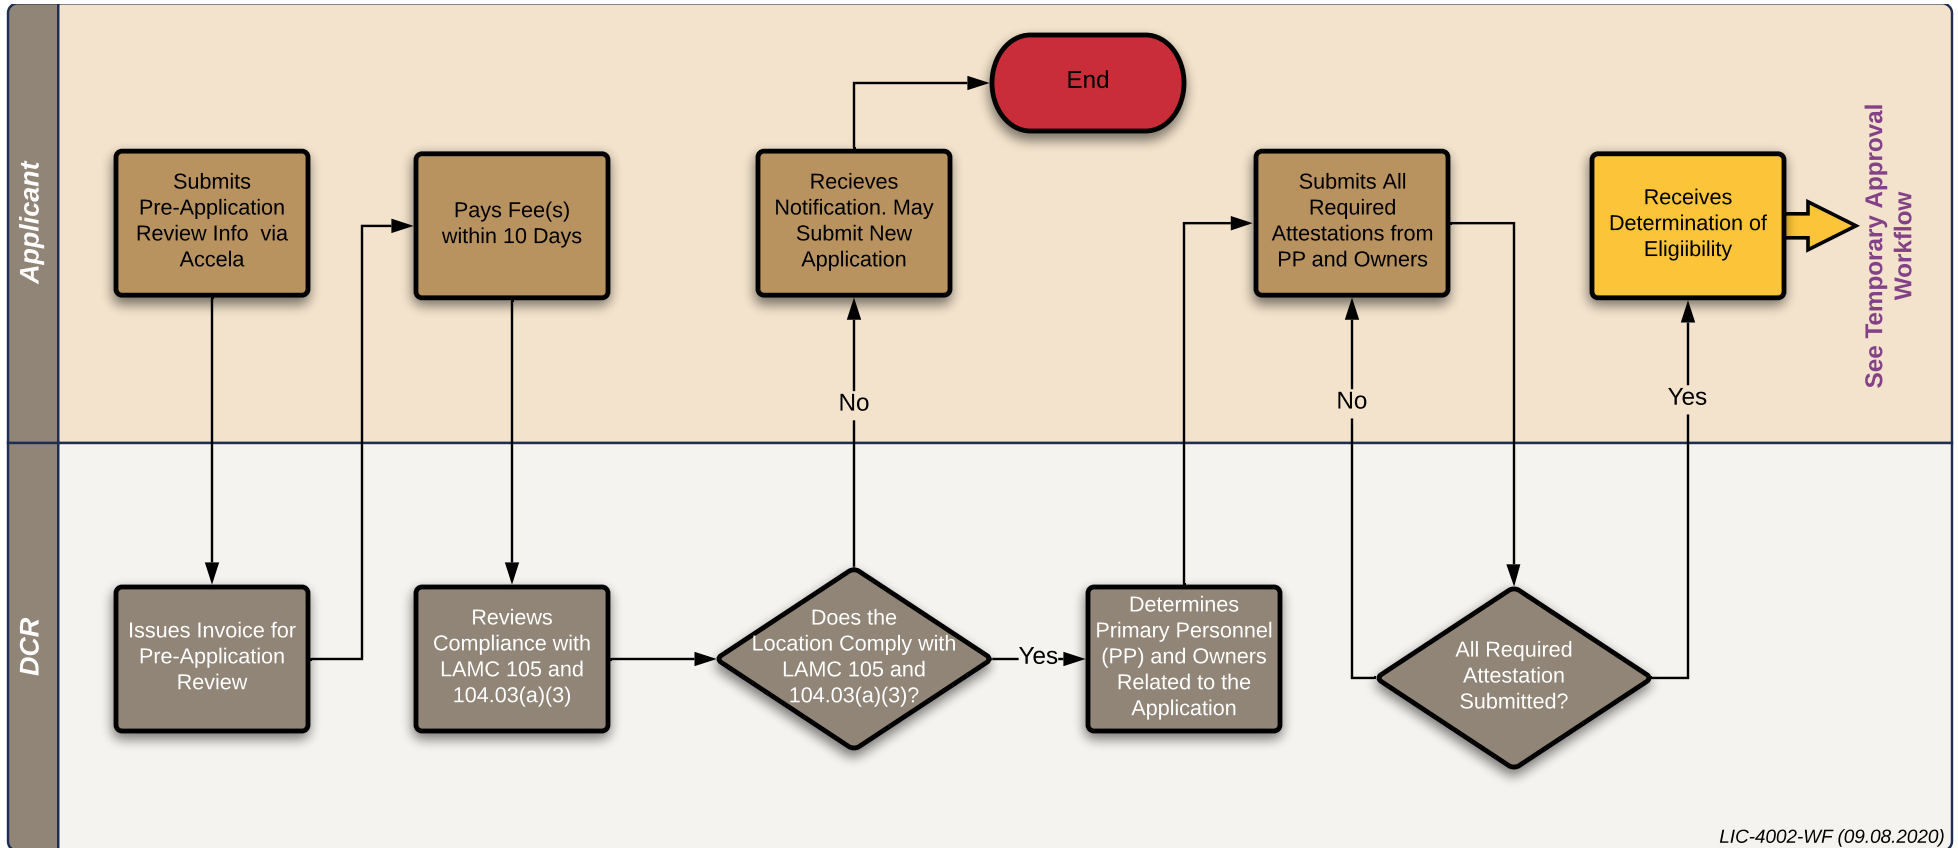 Applicant
End
Submits
Pre-Application
Review Info  via
Accela
Pays Fee(s)
within 10 Days
Recieves
Notification. May
Submit New
Application
Submits All
Required
Attestations from
PP and Owners
Receives
Determination of
Eligiibility
See Temporary Approval
Workflow
No
No
Yes
DCR
Issues Invoice for
Pre-Application
Review
Reviews
Compliance with
LAMC 105 and
104.03(a)(3)
Does the
Location Comply with
LAMC 105 and
104.03(a)(3)?
Yes
Determines
Primary Personnel
(PP) and Owners
Related to the
Application
All Required
Attestation
Submitted?
LIC-4002-WF (09.08.2020)